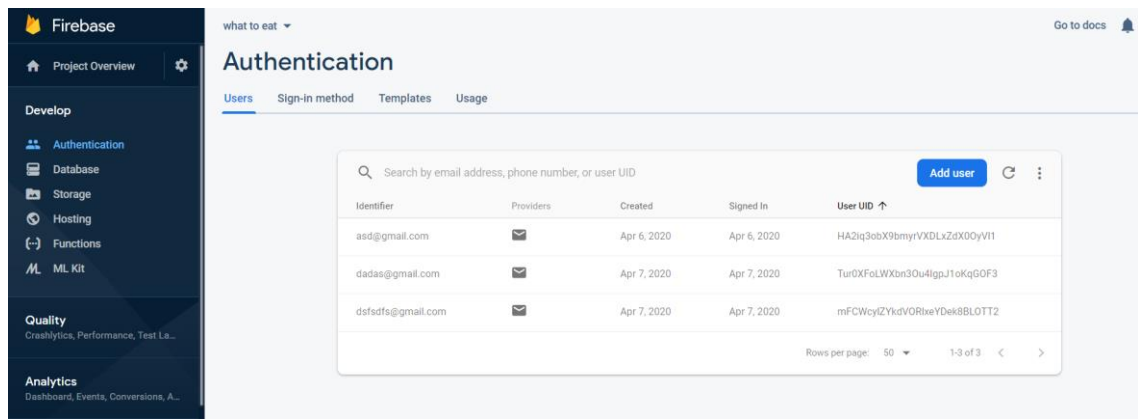 Firebase
Project Overview
Develop
Authentication
Database
Storage
Hosting
Functions
ML Kit
Quality
Crashlytics, Performance, Test La...
Analytics
Dashboard, Events, Conversions, A...
what to eat
Go to docs
Authentication
Users Sign-in method Templates Usage
Search by email address, phone number, or user UID
Add user
Identifier Providers Created Signed In User UID
asd@gmail.com Apr 6, 2020 Apr 6, 2020 HA2iq3obX9bmyrVXDLxZdX0OyVI1
dadas@gmail.com Apr 7, 2020 Apr 7, 2020 Tur0XFoLWXbn3Ou4IgpJ1oKqGOF3
dsfsdfs@gmail.com Apr 7, 2020 Apr 7, 2020 mFCWcylZYkdVORIxeYDek8BLOTT2
Rows per page: 50 1-3 of 3